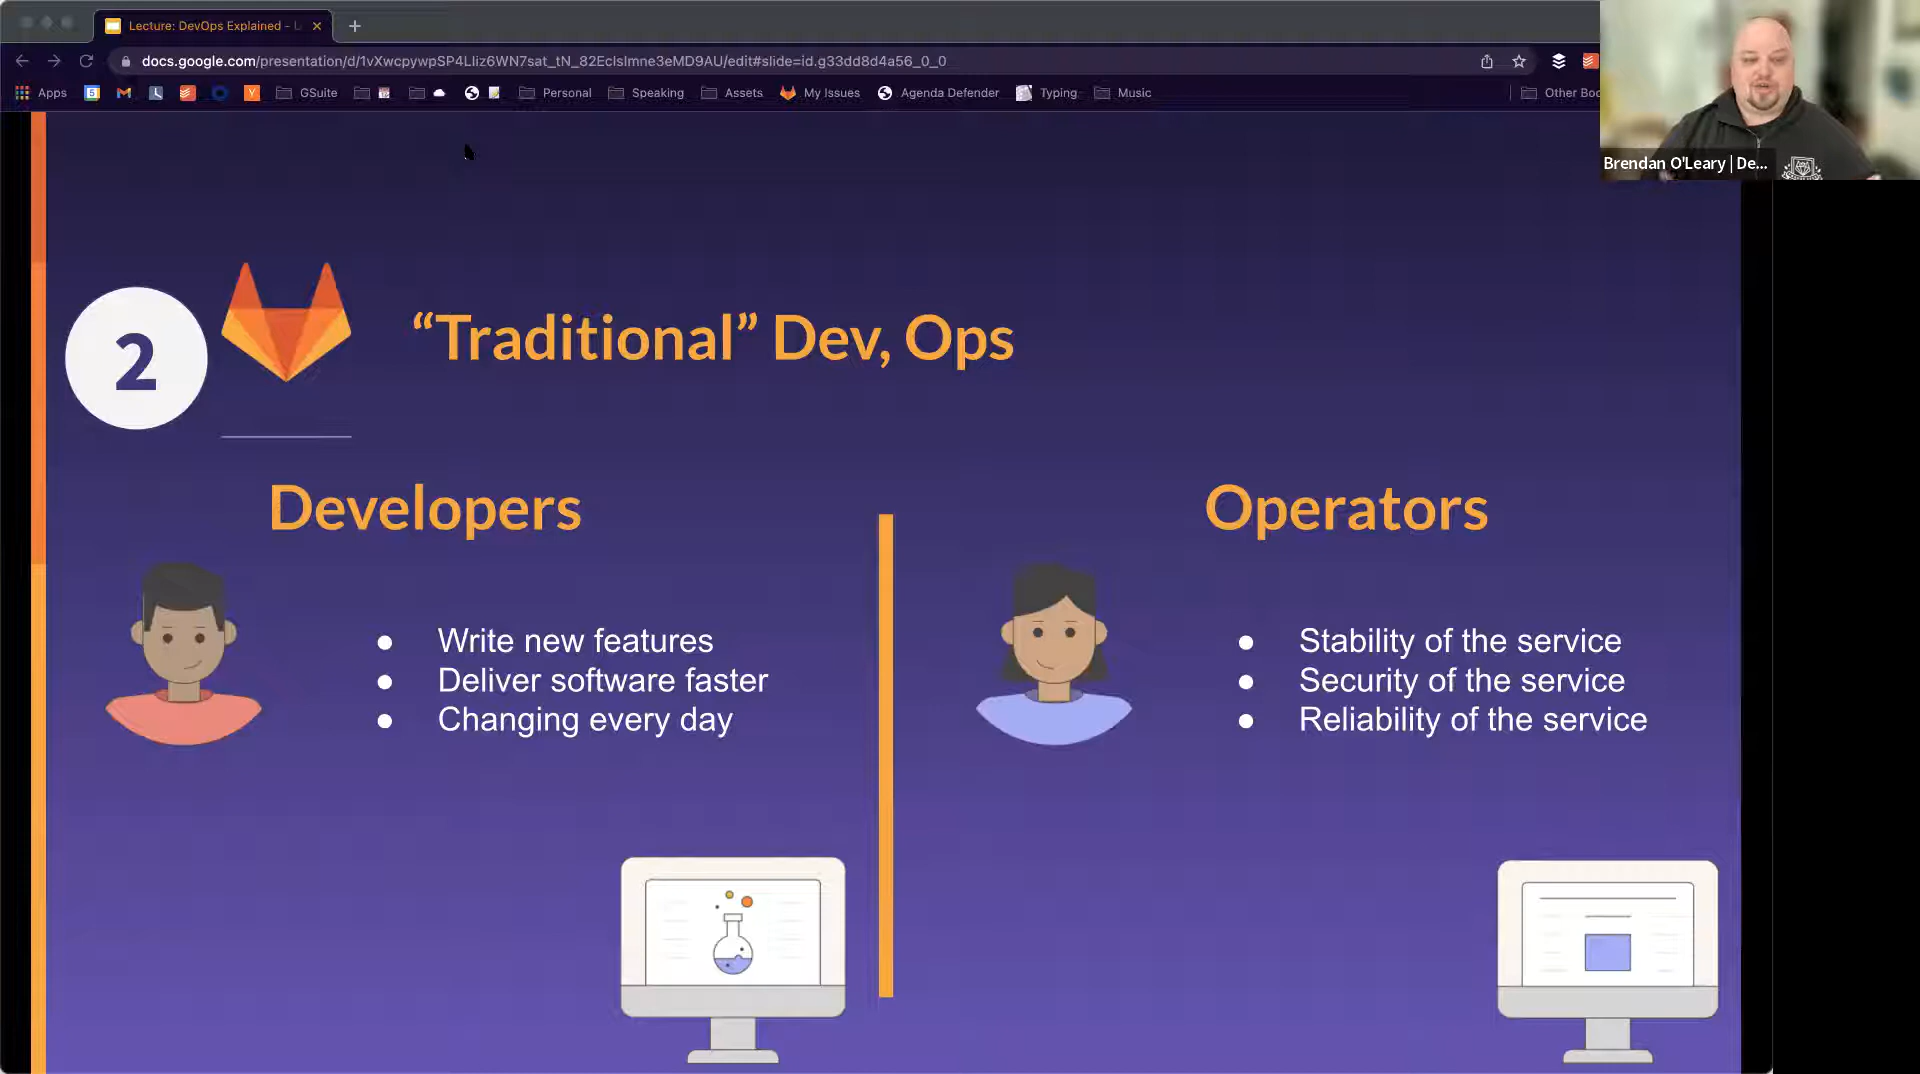 Lecture: DevOps Explained - L
docs.google.com/presentation/d/1vXwcpywpSP4LIiz6WN7sat_tN_82EcIsImne3eMD9AU/edit#slide=id.g33dd8d4a56_0_0
Apps
GSuite
Personal
Speaking
Assets
My Issues
Agenda Defender
Typing
Music
Other Boo
Brendan O'Leary | De...
2
“Traditional” Dev, Ops
Developers
Operators
Write new features
Deliver software faster
Changing every day
Stability of the service
Security of the service
Reliability of the service